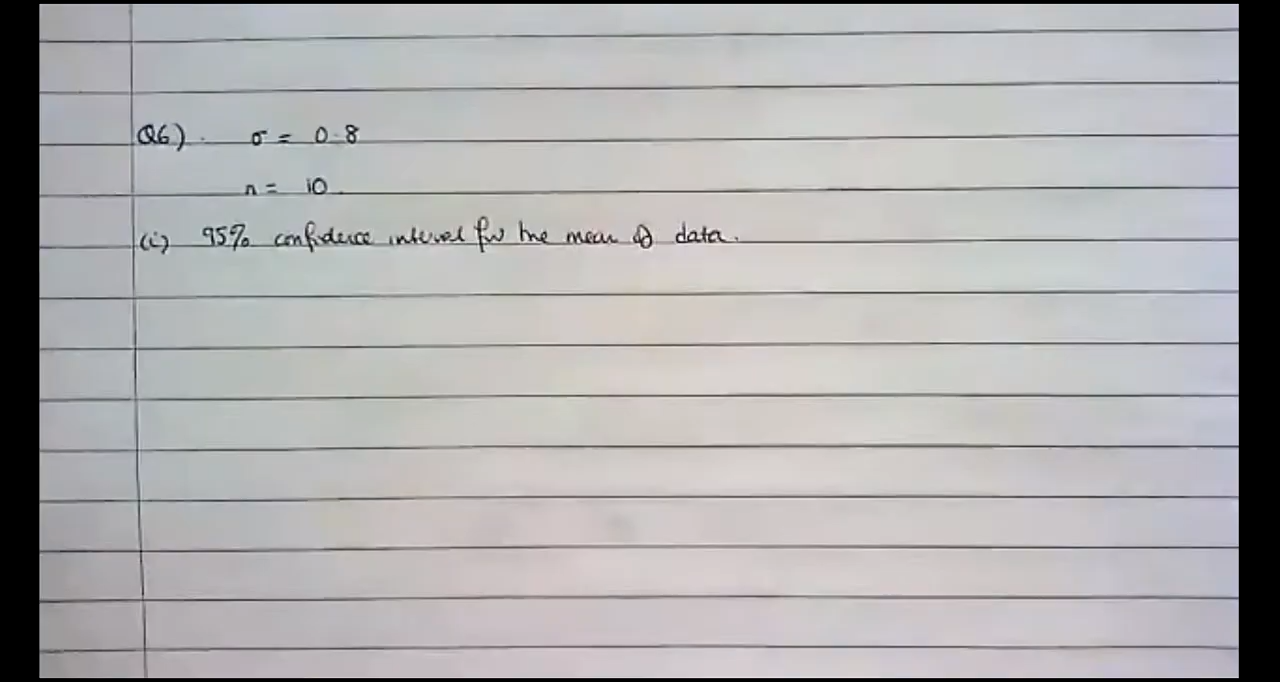 Q6). σ = 0.8
n = 10.
(i) 95% confidence interval for the mean of data.